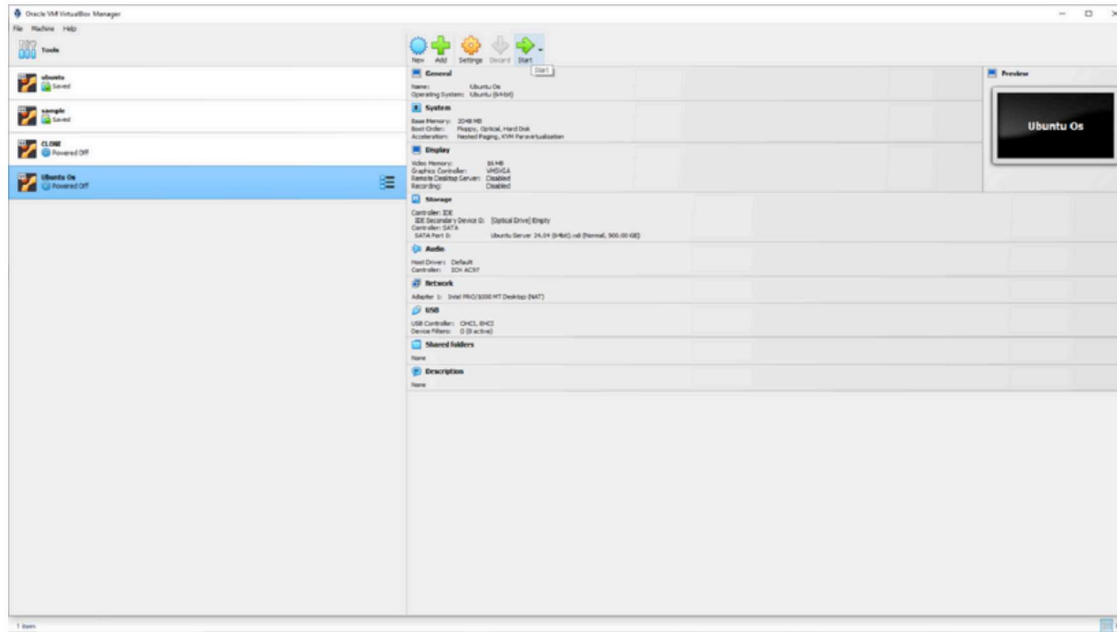 Oracle VM VirtualBox Manager
File Machine Help
Tools
ubuntu
Saved
sample
Saved
CLONE
Powered Off
Ubuntu Os
Powered Off
New Add Settings Discard Start
Start
General
Name: Ubuntu Os
Operating System: Ubuntu (64-bit)
System
Base Memory: 2048 MB
Boot Order: Floppy, Optical, Hard Disk
Acceleration: Nested Paging, KVM Paravirtualization
Display
Video Memory: 16 MB
Graphics Controller: VMSVGA
Remote Desktop Server: Disabled
Recording: Disabled
Storage
Controller: IDE
IDE Secondary Device 0: [Optical Drive] Empty
Controller: SATA
SATA Port 0: Ubuntu Server 24.04 (64bit).vdi (Normal, 500.00 GB)
Audio
Host Driver: Default
Controller: ICH AC97
Network
Adapter 1: Intel PRO/1000 MT Desktop (NAT)
USB
USB Controller: OHCI, EHCI
Device Filters: 0 (0 active)
Shared folders
None
Description
None
Preview
Ubuntu Os
1 item